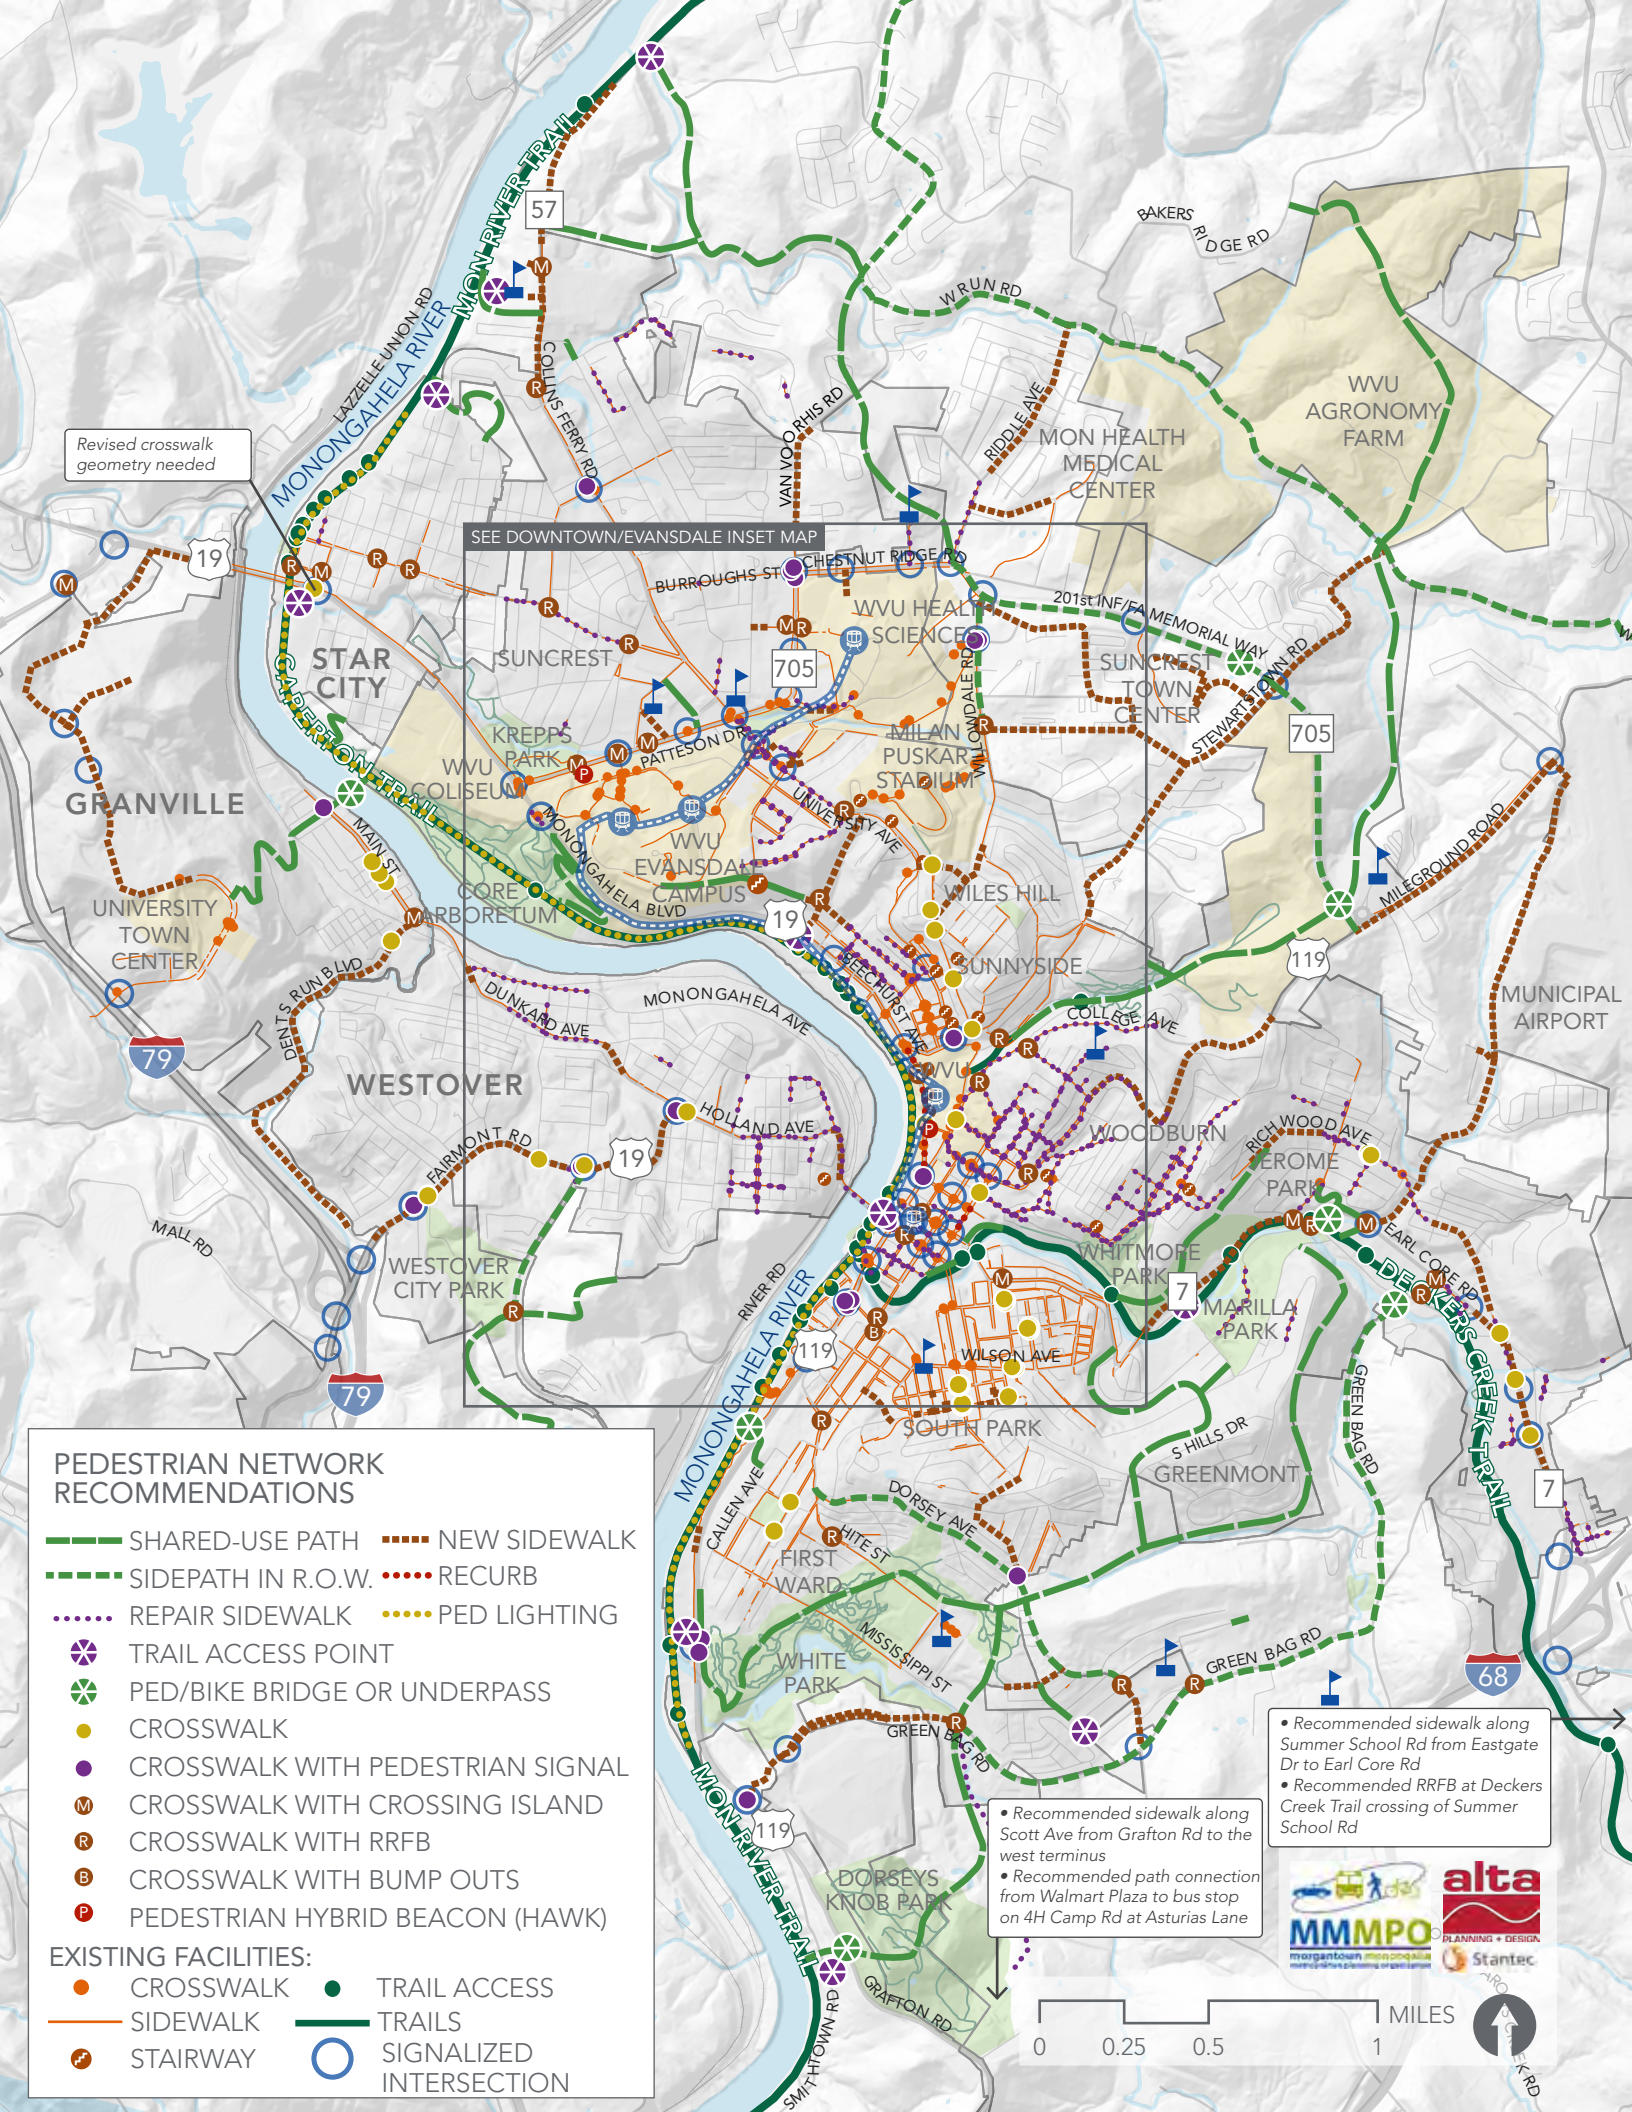 57
BAKERS RIDGE RD
MON RIVER TRAIL
W RUN RD
LAZZELLE UNION RD
MONONGAHELA RIVER
COLLINS FERRY RD
VAN VOORHIS RD
RIDDLE AVE
WVU
AGRONOMY
FARM
MON HEALTH
MEDICAL
CENTER
Revised crosswalk
geometry needed
SEE DOWNTOWN/EVANSDALE INSET MAP
19
BURROUGHS ST
CHESTNUT RIDGE RD
WVU HEALTH
SCIENCES
201st INF/FA MEMORIAL WAY
STAR
CITY
SUNCREST
705
SUNCREST
TOWN
CENTER
STEWARTSTOWN RD
WILLOWDALE RD
CAPERTON TRAIL
KREPPS
PARK
PATTESON DR
MILAN
PUSKAR
STADIUM
705
WVU
COLISEUM
GRANVILLE
MAIN ST
MONONGAHELA BLVD
UNIVERSITY AVE
WVU
EVANSDALE
CAMPUS
MILEGROUND ROAD
CORE
ARBORETUM
WILES HILL
UNIVERSITY
TOWN
CENTER
19
119
DENTS RUN BLVD
DUNKARD AVE
MONONGAHELA AVE
BEECHURST AVE
SUNNYSIDE
COLLEGE AVE
MUNICIPAL
AIRPORT
79
WESTOVER
WVU
HOLLAND AVE
WOODBURN
RICHWOOD AVE
JEROME
PARK
FAIRMONT RD
19
MALL RD
WESTOVER
CITY PARK
RIVER RD
WHITMORE
PARK
EARL CORE RD
7
MARILLA
PARK
DECKERS CREEK TRAIL
MONONGAHELA RIVER
119
WILSON AVE
79
SOUTH PARK
S HILLS DR
GREENMONT
GREEN BAG RD
7
CALLEN AVE
DORSEY AVE
HITE ST
FIRST
WARD
MISSISSIPPI ST
WHITE
PARK
GREEN BAG RD
68
GREEN BAG RD
MON RIVER TRAIL
119
DORSEYS
KNOB PARK
GRAFTON RD
SMITHTOWN RD
• Recommended sidewalk along
Summer School Rd from Eastgate
Dr to Earl Core Rd
• Recommended RRFB at Deckers
Creek Trail crossing of Summer
School Rd
• Recommended sidewalk along
Scott Ave from Grafton Rd to the
west terminus
• Recommended path connection
from Walmart Plaza to bus stop
on 4H Camp Rd at Asturias Lane
PEDESTRIAN NETWORK
RECOMMENDATIONS
SHARED-USE PATH
NEW SIDEWALK
SIDEPATH IN R.O.W.
RECURB
REPAIR SIDEWALK
PED LIGHTING
TRAIL ACCESS POINT
PED/BIKE BRIDGE OR UNDERPASS
CROSSWALK
CROSSWALK WITH PEDESTRIAN SIGNAL
M CROSSWALK WITH CROSSING ISLAND
R CROSSWALK WITH RRFB
B CROSSWALK WITH BUMP OUTS
P PEDESTRIAN HYBRID BEACON (HAWK)
EXISTING FACILITIES:
CROSSWALK
TRAIL ACCESS
SIDEWALK
TRAILS
STAIRWAY
SIGNALIZED
INTERSECTION
MMMPO
morgantown monongalia
metropolitan planning organization
alta
PLANNING + DESIGN
Stantec
MILES
0 0.25 0.5 1